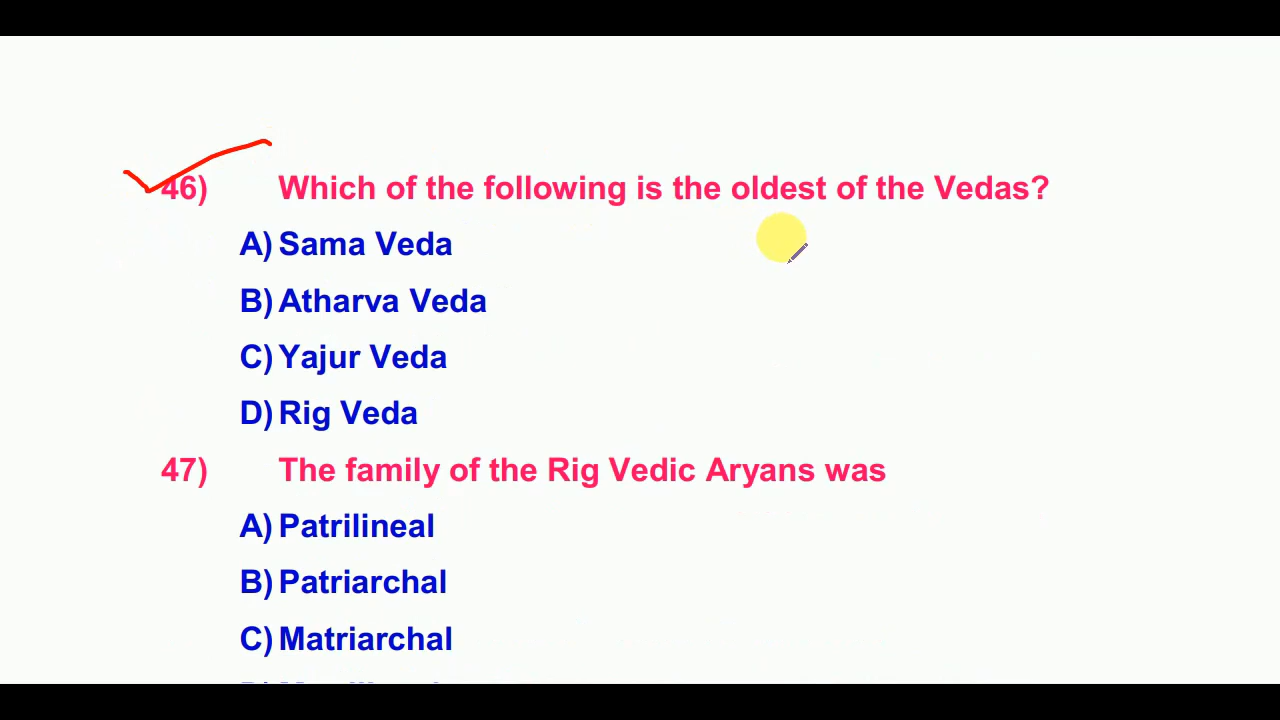 46) Which of the following is the oldest of the Vedas?
A) Sama Veda
B) Atharva Veda
C) Yajur Veda
D) Rig Veda
47) The family of the Rig Vedic Aryans was
A) Patrilineal
B) Patriarchal
C) Matriarchal